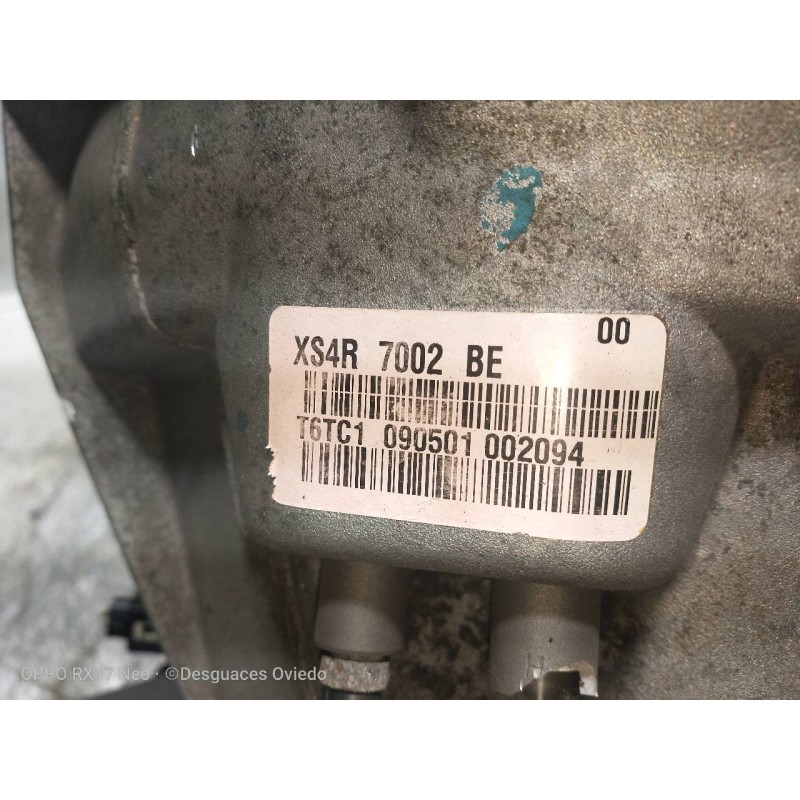 00
XS4R 7002 BE
T6TC1 090501 002094
OPPO RX17 Neo · ©Desguaces Oviedo